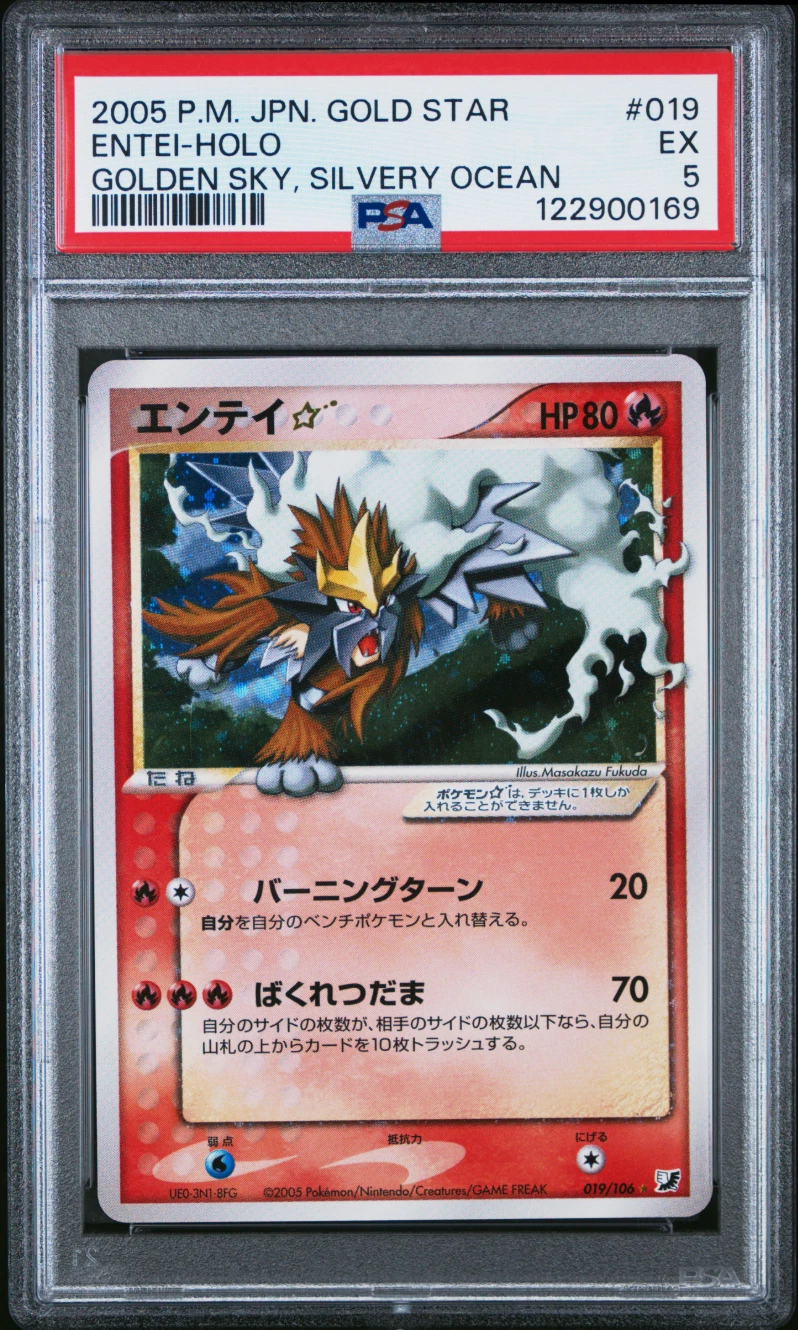 2005 P.M. JPN. GOLD STAR #019
ENTEI-HOLO EX
GOLDEN SKY, SILVERY OCEAN 5
PSA 122900169
エンテイ☆ HP80
たね
Illus.Masakazu Fukuda
ポケモン☆は、デッキに1枚しか
入れることができません。
バーニングターン 20
自分を自分のベンチポケモンと入れ替える。
ばくれつだま 70
自分のサイドの枚数が、相手のサイドの枚数以下なら、自分の
山札の上からカードを10枚トラッシュする。
弱点 抵抗力 にげる
UE0-3N1-8FG ©2005 Pokémon/Nintendo/Creatures/GAME FREAK 019/106 ★
21 PSA